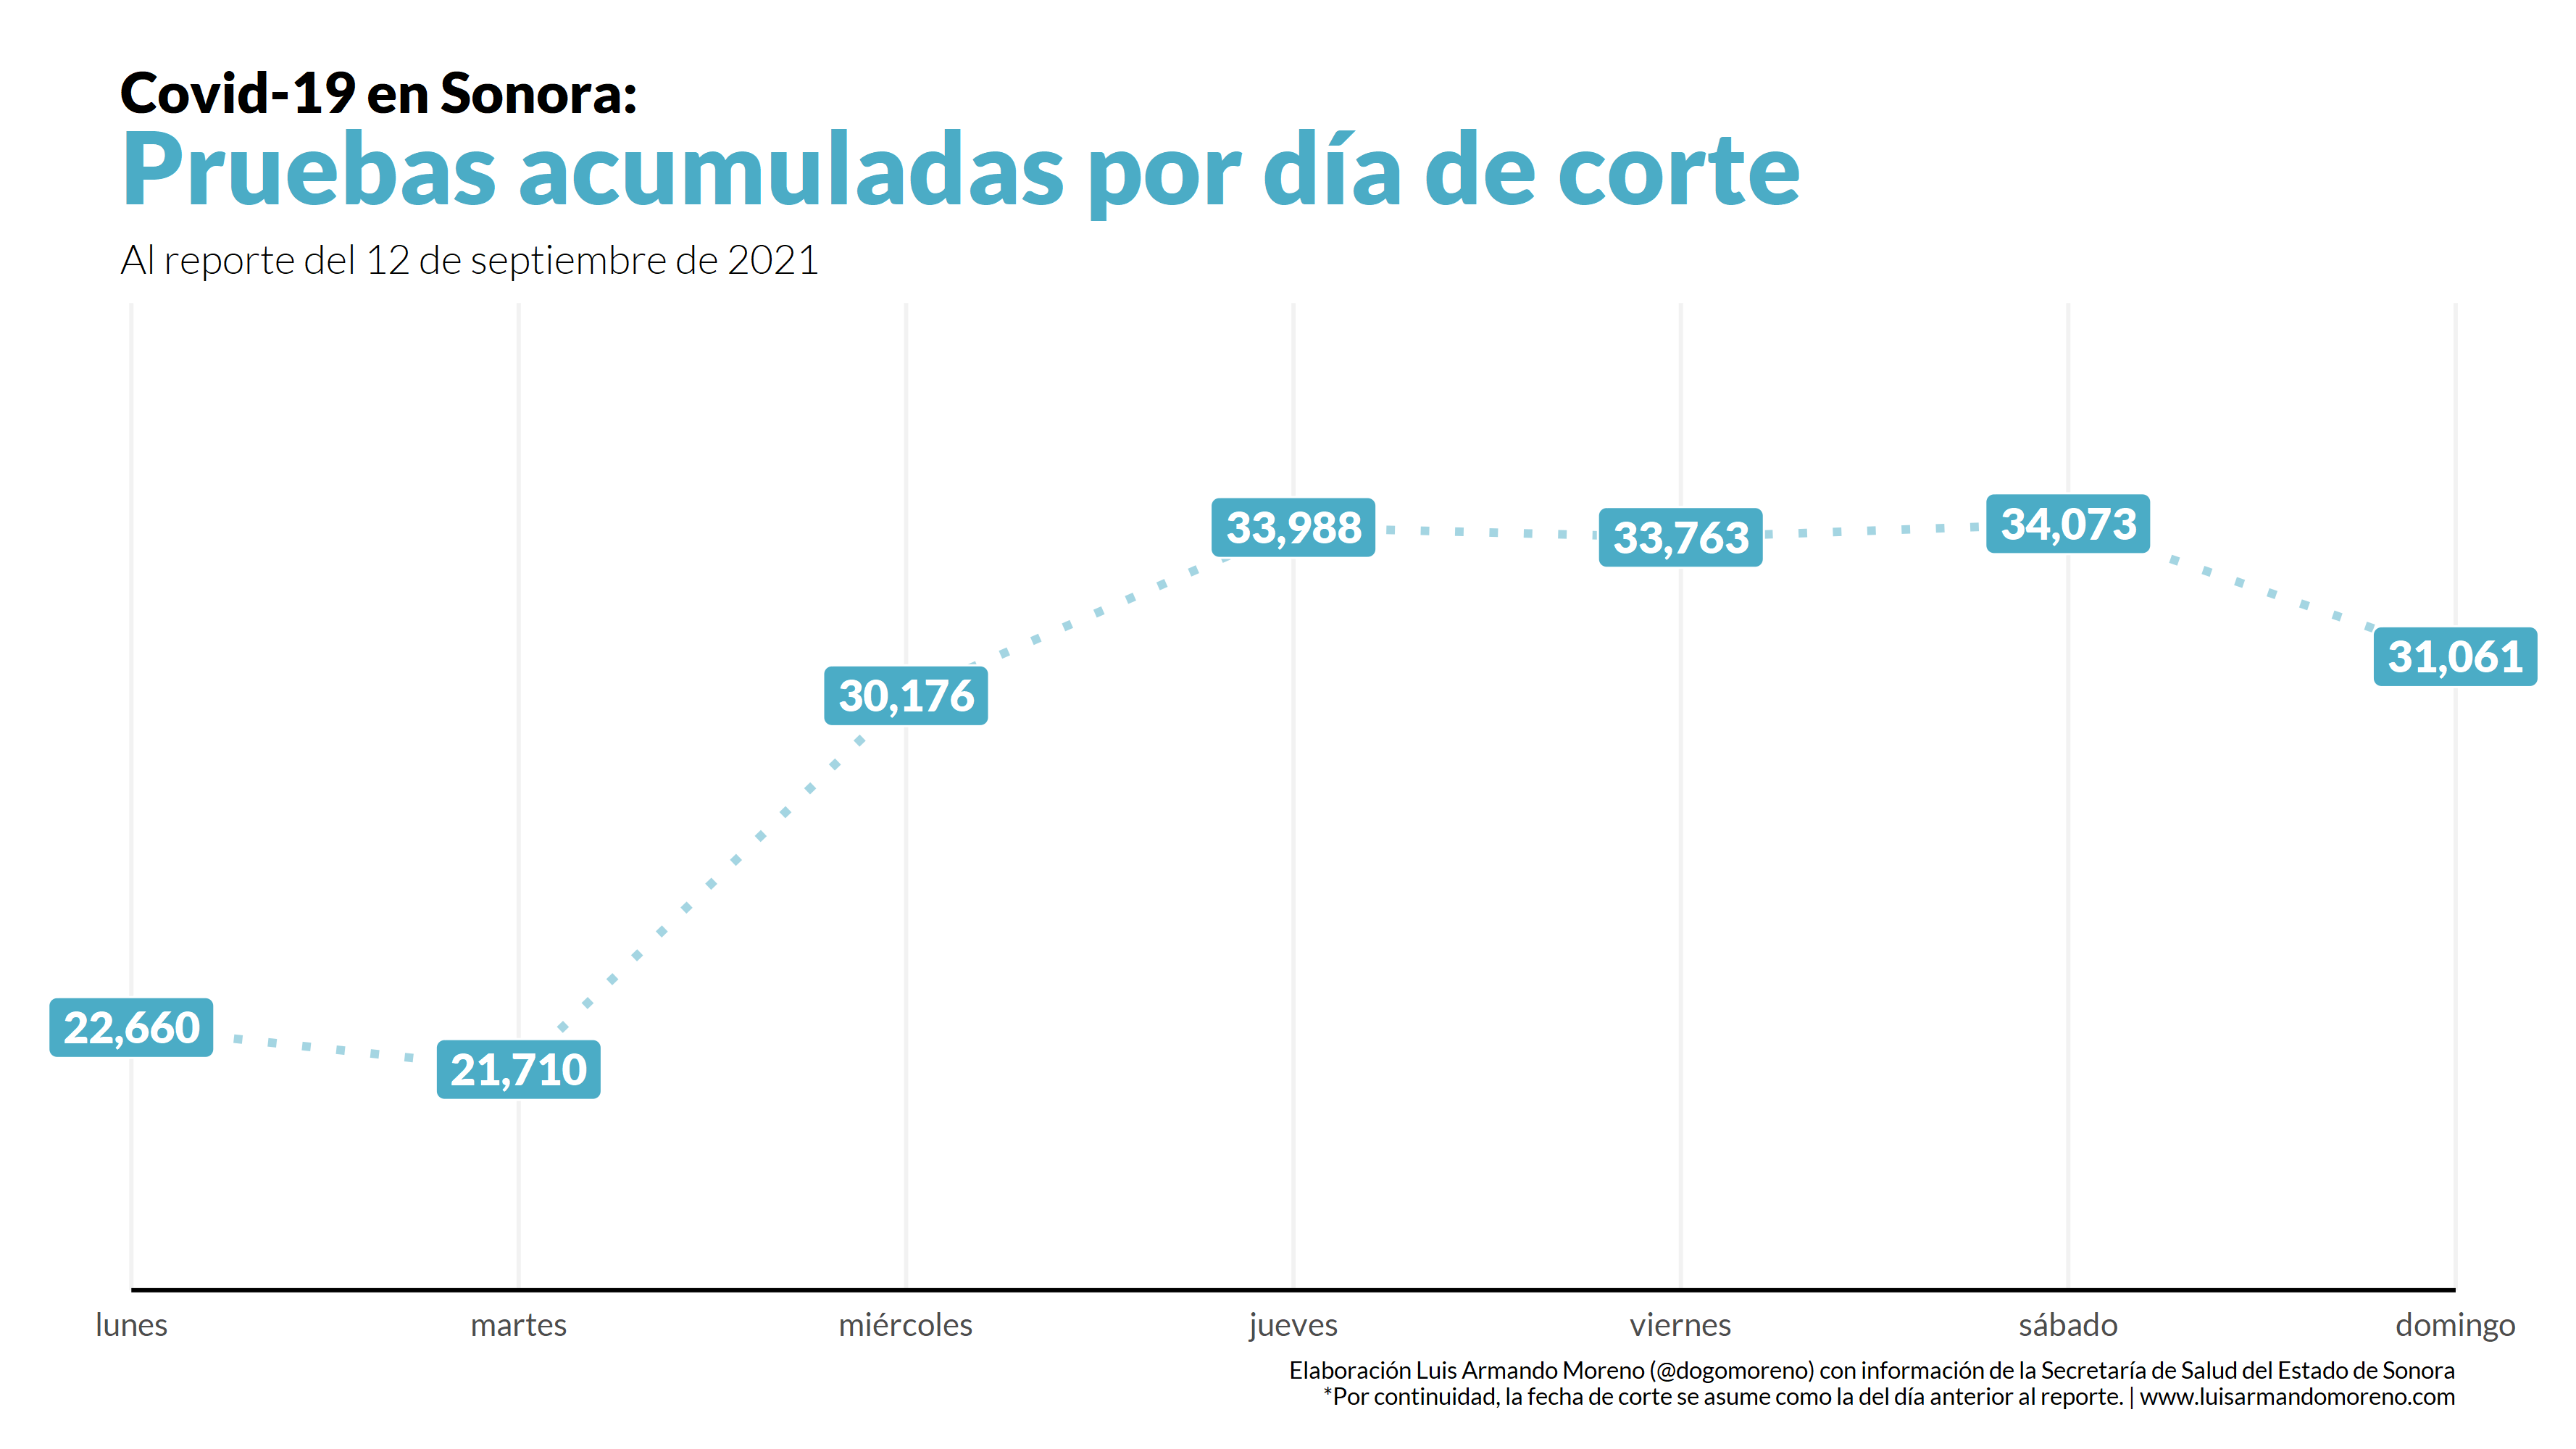 Covid-19 en Sonora:
Pruebas acumuladas por día de corte
Al reporte del 12 de septiembre de 2021
33,988
33,763
34,073
31,061
30,176
22,660
21,710
lunes
martes
miércoles
jueves
viernes
sábado
domingo
Elaboración Luis Armando Moreno (@dogomoreno) con información de la Secretaría de Salud del Estado de Sonora
*Por continuidad, la fecha de corte se asume como la del día anterior al reporte. | www.luisarmandomoreno.com